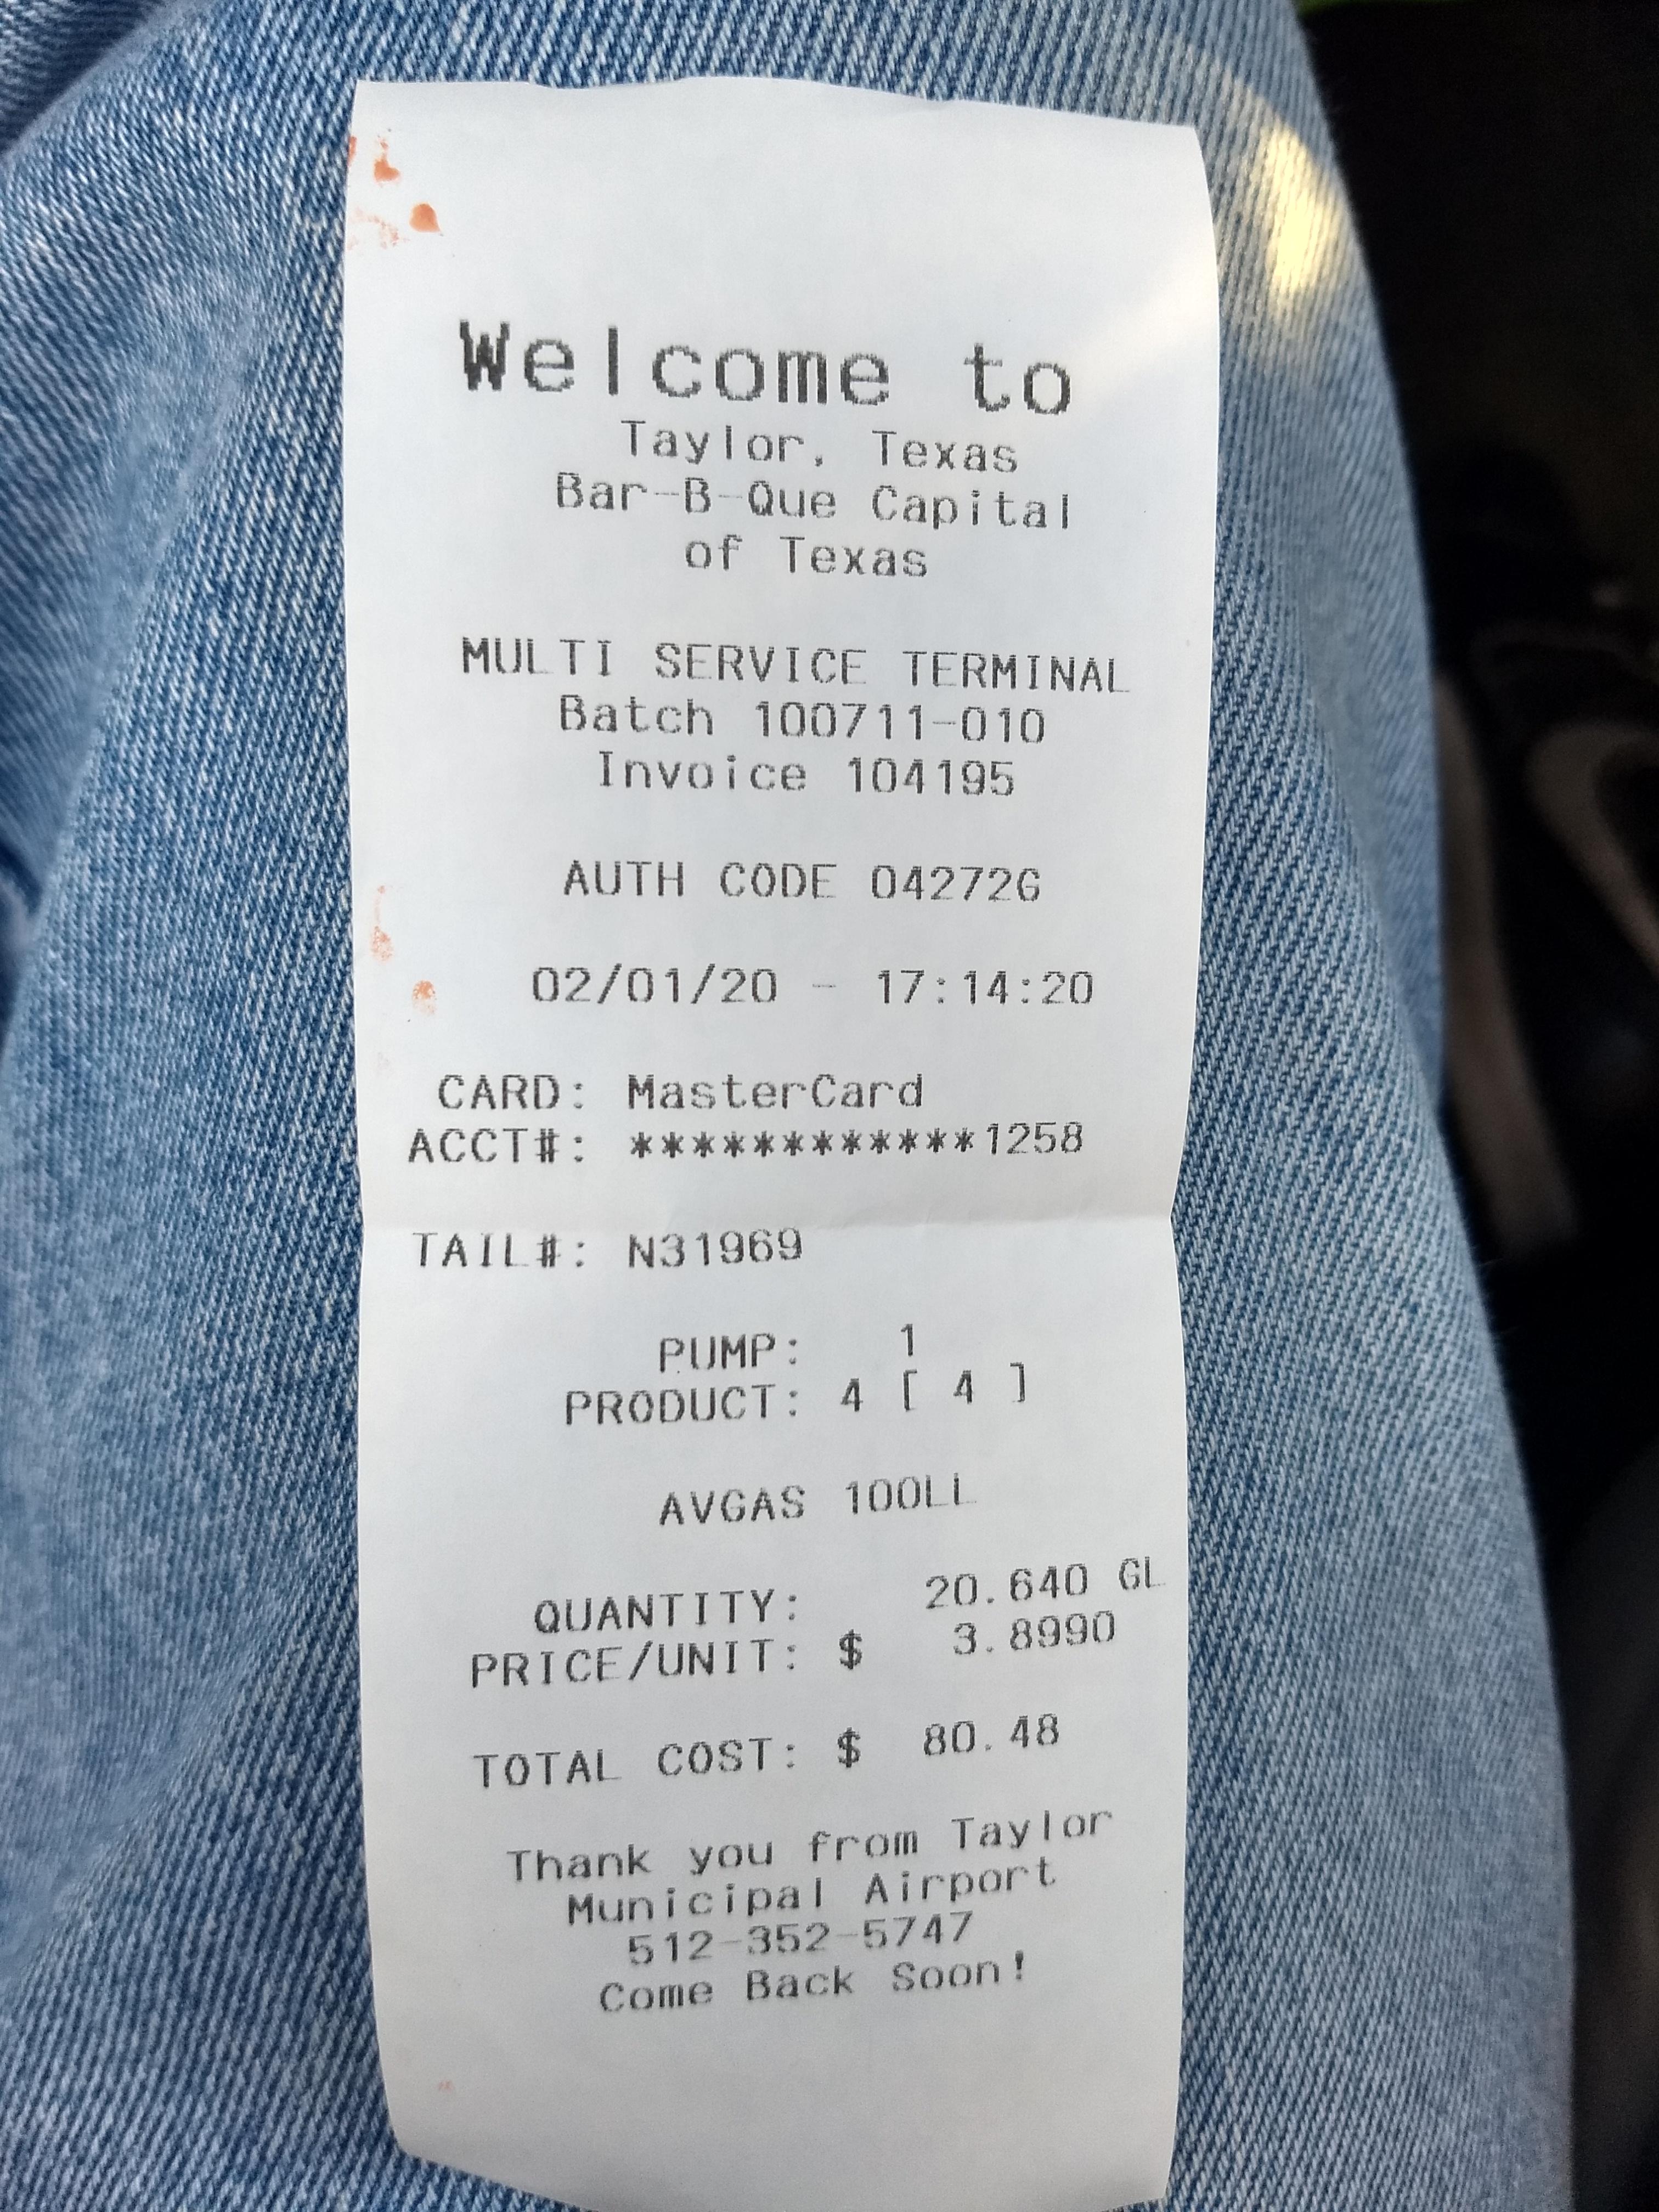 Welcome to
Taylor, Texas
Bar-B-Que Capital
of Texas
MULTI SERVICE TERMINAL
Batch 100711-010
Invoice 104195
AUTH CODE 04272G
02/01/20 - 17:14:20
CARD: MasterCard
ACCT#: ************1258
TAIL#: N31969
PUMP: 1
PRODUCT: 4 [ 4 ]
AVGAS 100LL
QUANTITY: 20.640 GL
PRICE/UNIT: $ 3.8990
TOTAL COST: $ 80.48
Thank you from Taylor
Municipal Airport
512-352-5747
Come Back Soon!